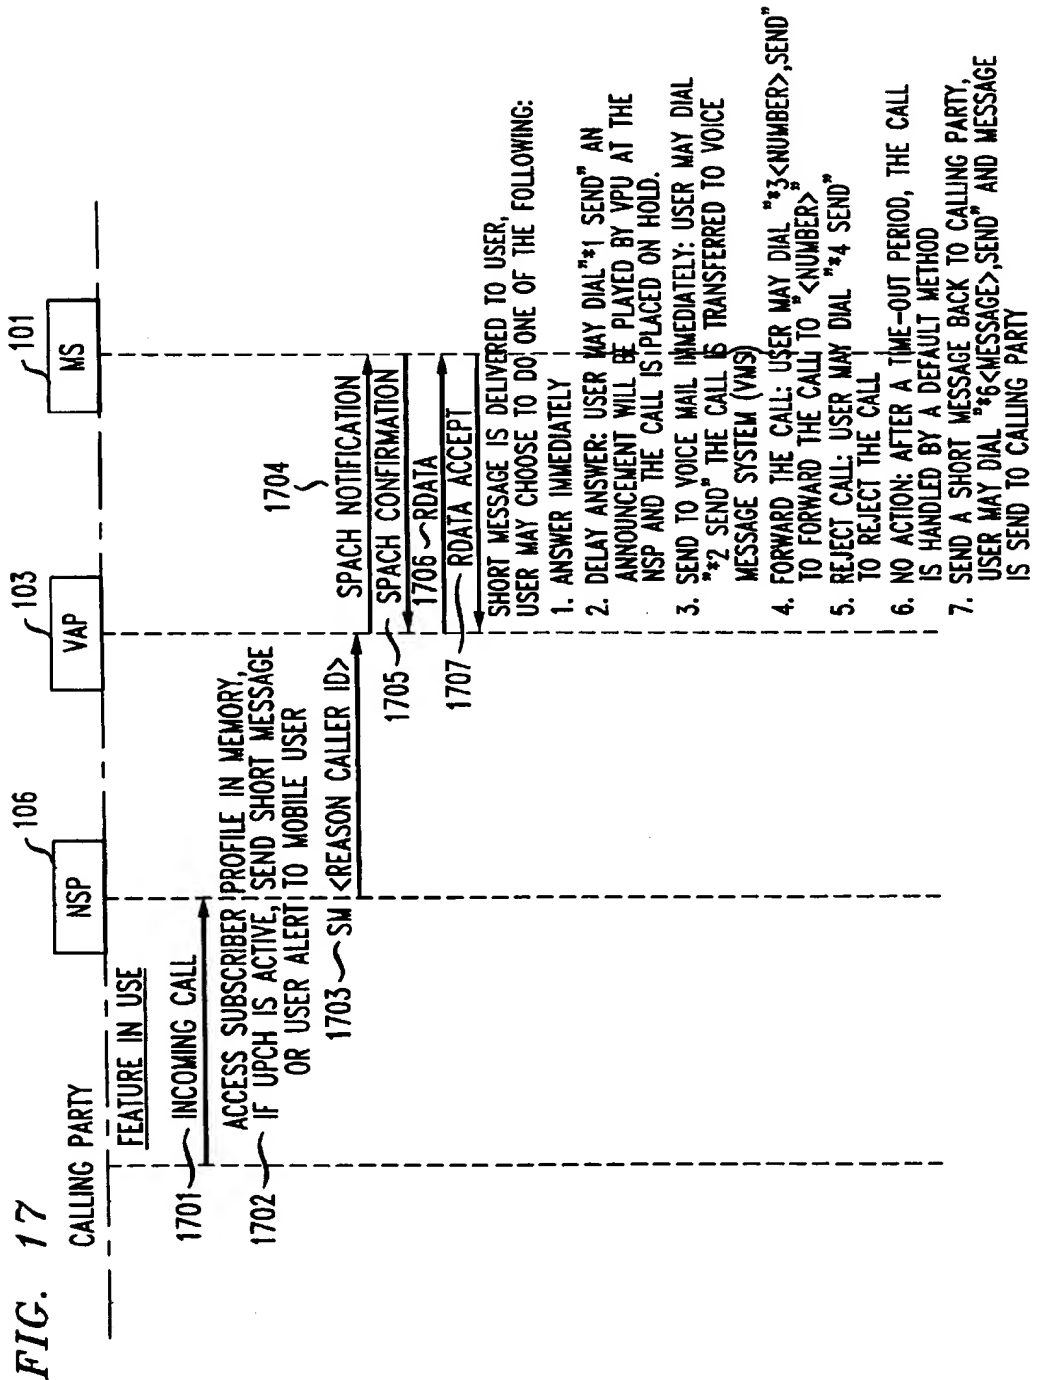 FIG. 17
CALLING PARTY
106
NSP
103
VAP
101
MS
FEATURE IN USE
1701 INCOMING CALL
ACCESS SUBSCRIBER PROFILE IN MEMORY,
1702 IF UPCH IS ACTIVE, SEND SHORT MESSAGE
OR USER ALERT TO MOBILE USER
1703 SM <REASON CALLER ID>
1704
SPACH NOTIFICATION
1705 SPACH CONFIRMATION
1706 RDATA
1707 RDATA ACCEPT
SHORT MESSAGE IS DELIVERED TO USER,
USER MAY CHOOSE TO DO ONE OF THE FOLLOWING:
1. ANSWER IMMEDIATELY
2. DELAY ANSWER: USER MAY DIAL"*1 SEND" AN
ANNOUNCEMENT WILL BE PLAYED BY VPU AT THE
NSP AND THE CALL IS PLACED ON HOLD.
3. SEND TO VOICE MAIL IMMEDIATELY: USER MAY DIAL
"*2 SEND" THE CALL IS TRANSFERRED TO VOICE
MESSAGE SYSTEM (VMS)
4. FORWARD THE CALL: USER MAY DIAL "*3<NUMBER>,SEND"
TO FORWARD THE CALL TO "<NUMBER>"
5. REJECT CALL: USER MAY DIAL "*4 SEND"
TO REJECT THE CALL
6. NO ACTION: AFTER A TIME-OUT PERIOD, THE CALL
IS HANDLED BY A DEFAULT METHOD
7. SEND A SHORT MESSAGE BACK TO CALLING PARTY,
USER MAY DIAL "*6<MESSAGE>,SEND" AND MESSAGE
IS SEND TO CALLING PARTY